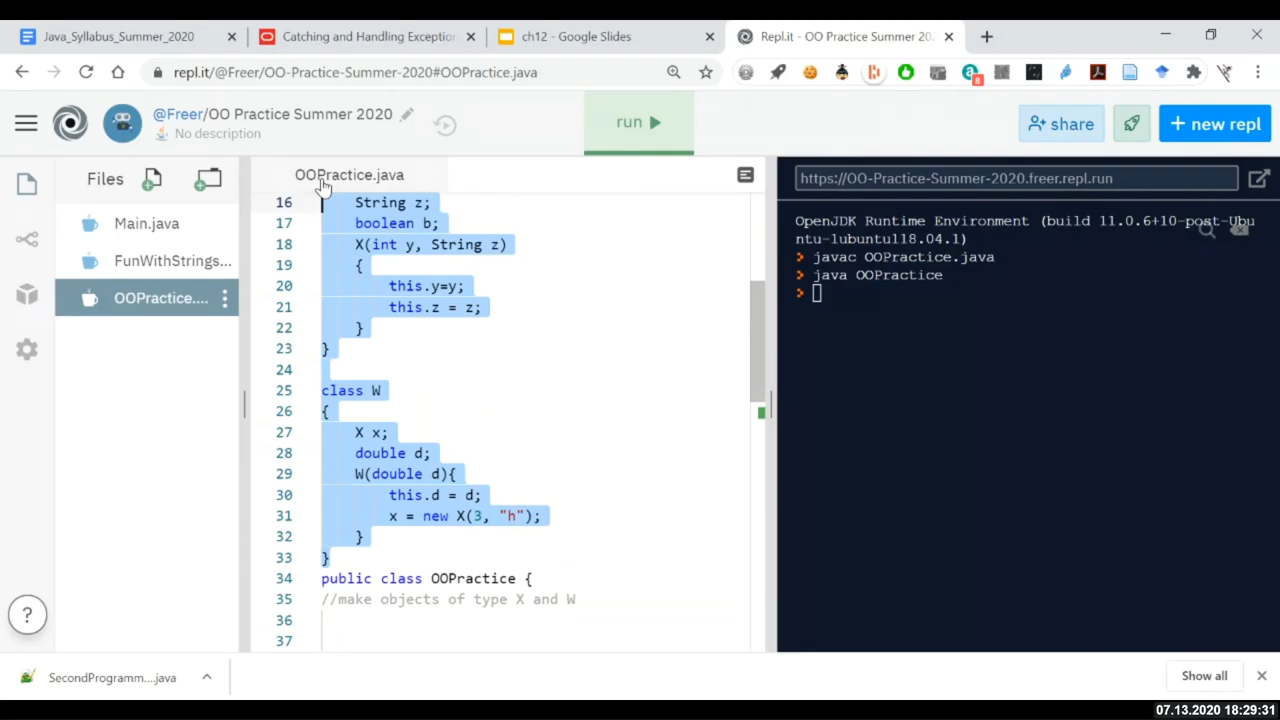 Java_Syllabus_Summer_2020
Catching and Handling Exception
ch12 - Google Slides
Repl.it - OO Practice Summer 20
repl.it/@Freer/OO-Practice-Summer-2020#OOPractice.java
8
@Freer/OO Practice Summer 2020
No description
run
share
+ new repl
Files
Main.java
FunWithStrings...
OOPractice....
OOPractice.java
16 String z;
17 boolean b;
18 X(int y, String z)
19 {
20 this.y=y;
21 this.z = z;
22 }
23 }
24
25 class W
26 {
27 X x;
28 double d;
29 W(double d){
30 this.d = d;
31 x = new X(3, "h");
32 }
33 }
34 public class OOPractice {
35 //make objects of type X and W
36
37
https://OO-Practice-Summer-2020.freer.repl.run
OpenJDK Runtime Environment (build 11.0.6+10-post-Ubu
ntu-1ubuntu118.04.1)
> javac OOPractice.java
> java OOPractice
>
?
SecondProgramm....java
Show all
07.13.2020 18:29:31